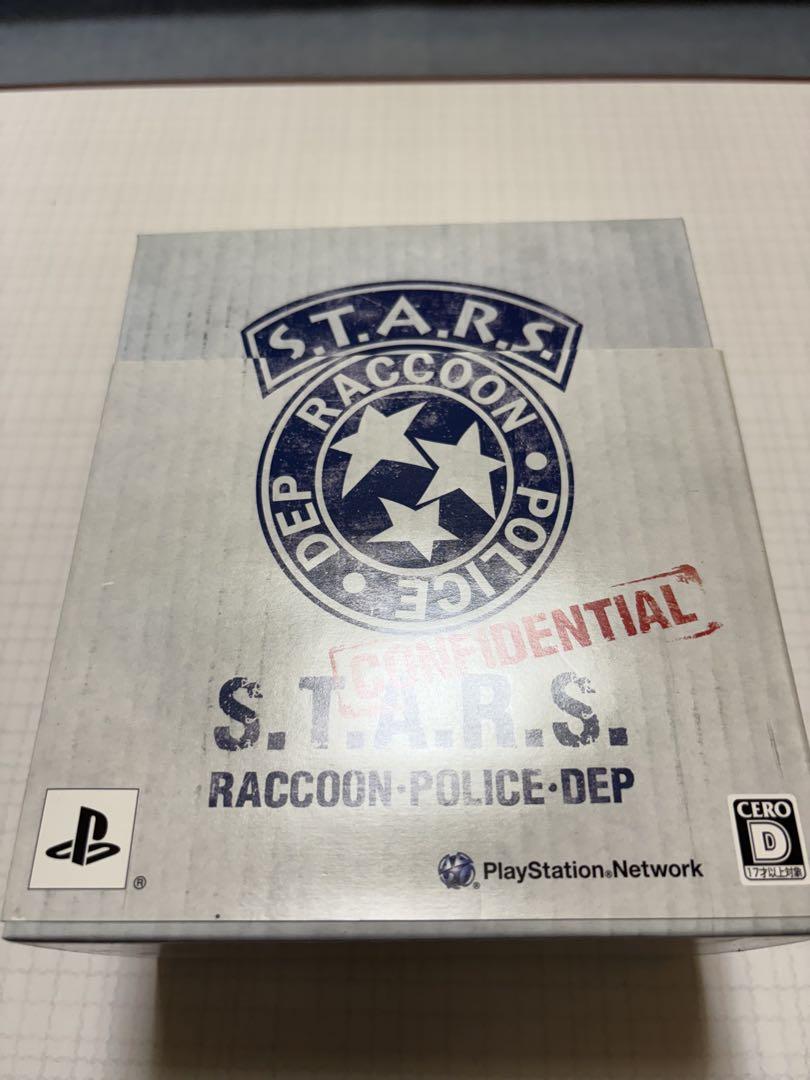 S.T.A.R.S.
RACCOON • POLICE • DEP
CONFIDENTIAL
S.T.A.R.S.
RACCOON•POLICE•DEP
®
® PlayStation®Network
CERO
D
17才以上対象